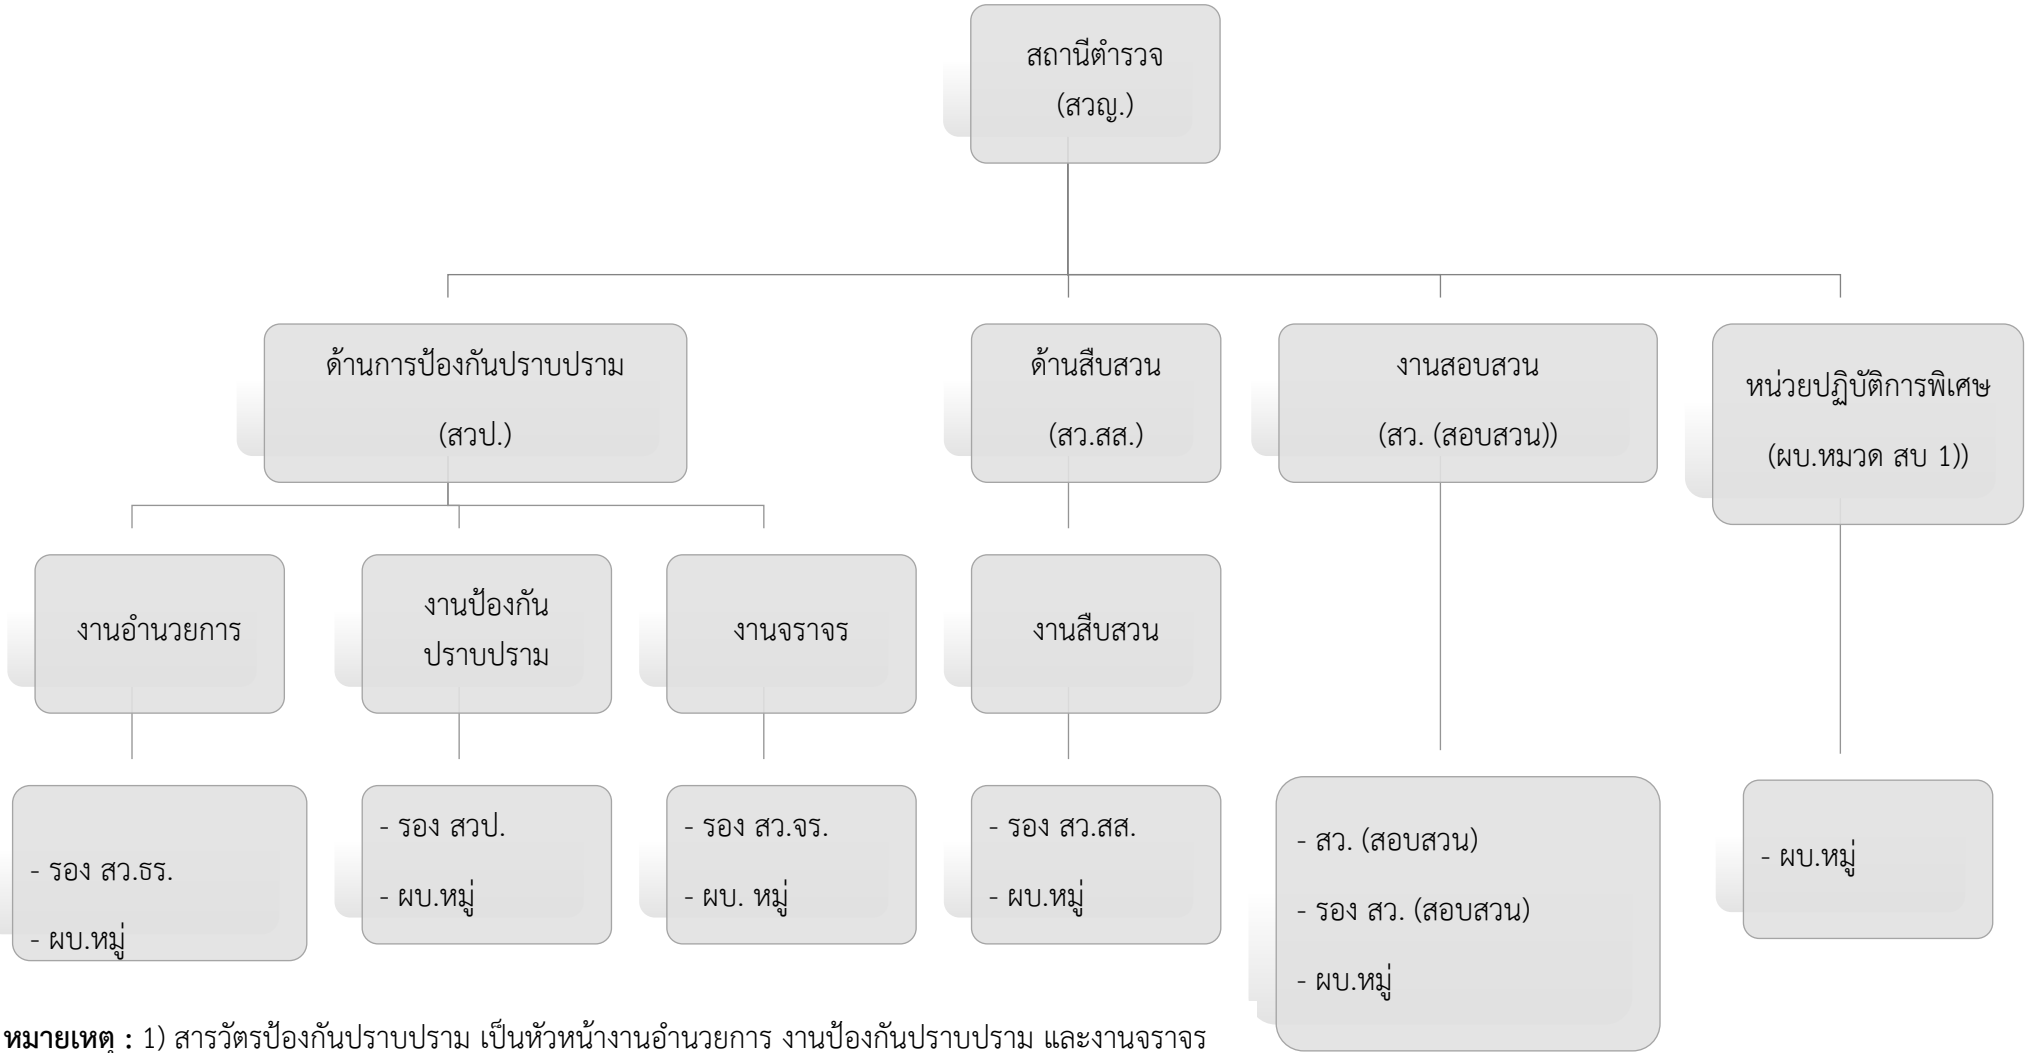 สถานีตำรวจ
(สวญ.)
ด้านการป้องกันปราบปราม
(สวป.)
ด้านสืบสวน
(สว.สส.)
งานสอบสวน
(สว. (สอบสวน))
หน่วยปฏิบัติการพิเศษ
(ผบ.หมวด สบ 1))
งานอำนวยการ
งานป้องกัน
ปราบปราม
งานจราจร
งานสืบสวน
- รอง สว.ธร.
- ผบ.หมู่
- รอง สวป.
- ผบ.หมู่
- รอง สว.จร.
- ผบ. หมู่
- รอง สว.สส.
- ผบ.หมู่
- สว. (สอบสวน)
- รอง สว. (สอบสวน)
- ผบ.หมู่
- ผบ.หมู่
หมายเหตุ : 1) สารวัตรป้องกันปราบปราม เป็นหัวหน้างานอำนวยการ งานป้องกันปราบปราม และงานจราจร